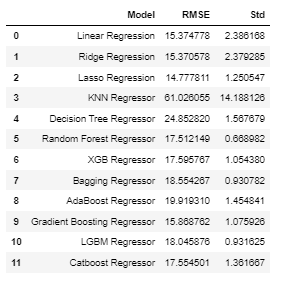 Model RMSE Std
0 Linear Regression 15.374778 2.386168
1 Ridge Regression 15.370578 2.379285
2 Lasso Regression 14.777811 1.250547
3 KNN Regressor 61.026055 14.188126
4 Decision Tree Regressor 24.852820 1.567679
5 Random Forest Regressor 17.512149 0.668982
6 XGB Regressor 17.595767 1.054380
7 Bagging Regressor 18.554267 0.930782
8 AdaBoost Regressor 19.919310 1.454841
9 Gradient Boosting Regressor 15.868762 1.075926
10 LGBM Regressor 18.045876 0.931625
11 Catboost Regressor 17.554501 1.361667